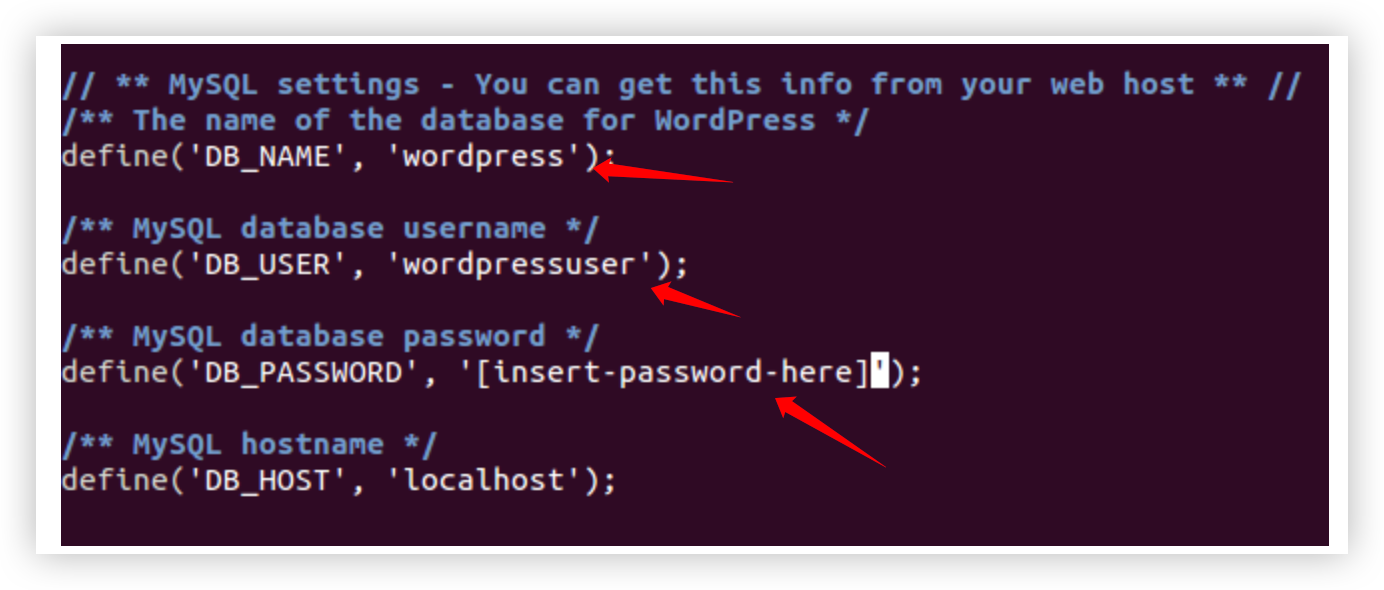 // ** MySQL settings - You can get this info from your web host ** //
/** The name of the database for WordPress */
define('DB_NAME', 'wordpress');
/** MySQL database username */
define('DB_USER', 'wordpressuser');
/** MySQL database password */
define('DB_PASSWORD', '[insert-password-here]');
/** MySQL hostname */
define('DB_HOST', 'localhost');